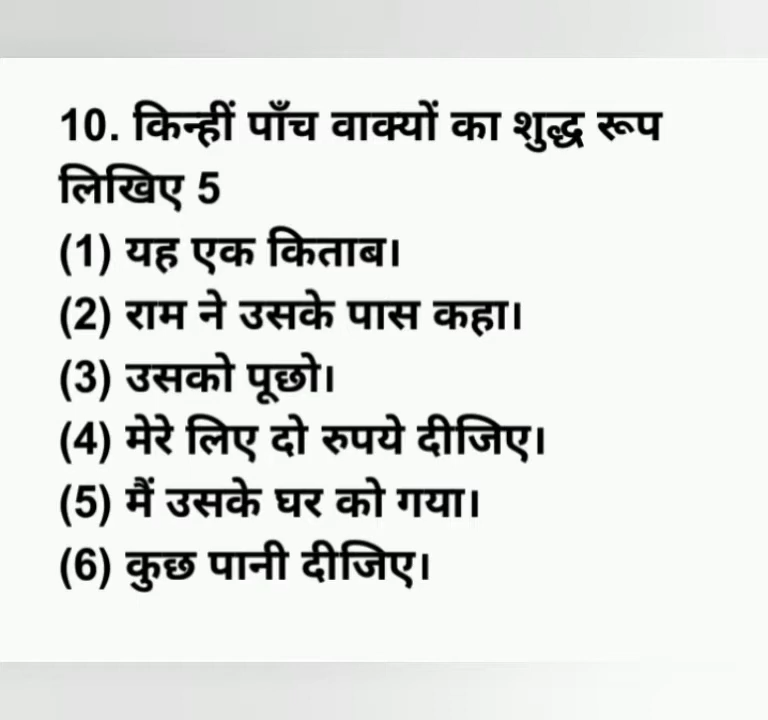 10. किन्हीं पाँच वाक्यों का शुद्ध रूप
लिखिए 5
(1) यह एक किताब।
(2) राम ने उसके पास कहा।
(3) उसको पूछो।
(4) मेरे लिए दो रुपये दीजिए।
(5) मैं उसके घर को गया।
(6) कुछ पानी दीजिए।